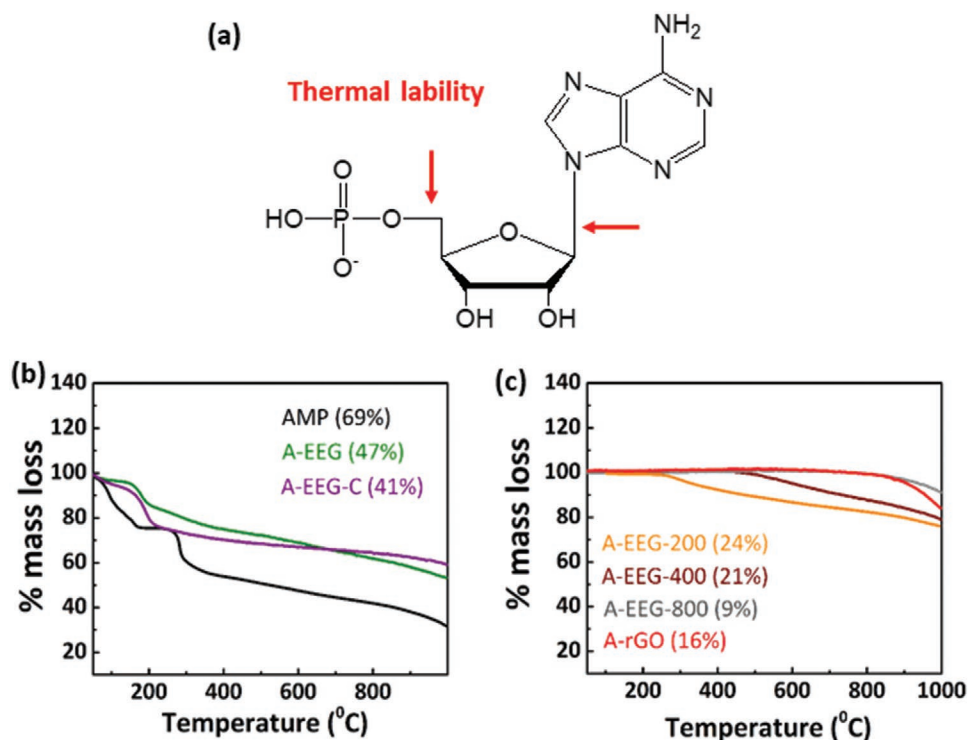 (a)
NH₂
Thermal lability
N
N
N
N
O
HO
P
O
O⁻
O
OH
OH
(b)
140
120
100
80
60
40
20
% mass loss
AMP (69%)
A-EEG (47%)
A-EEG-C (41%)
200 400 600 800
Temperature (⁰C)
(c)
140
120
100
80
60
40
20
% mass loss
A-EEG-200 (24%)
A-EEG-400 (21%)
A-EEG-800 (9%)
A-rGO (16%)
200 400 600 800 1000
Temperature (⁰C)